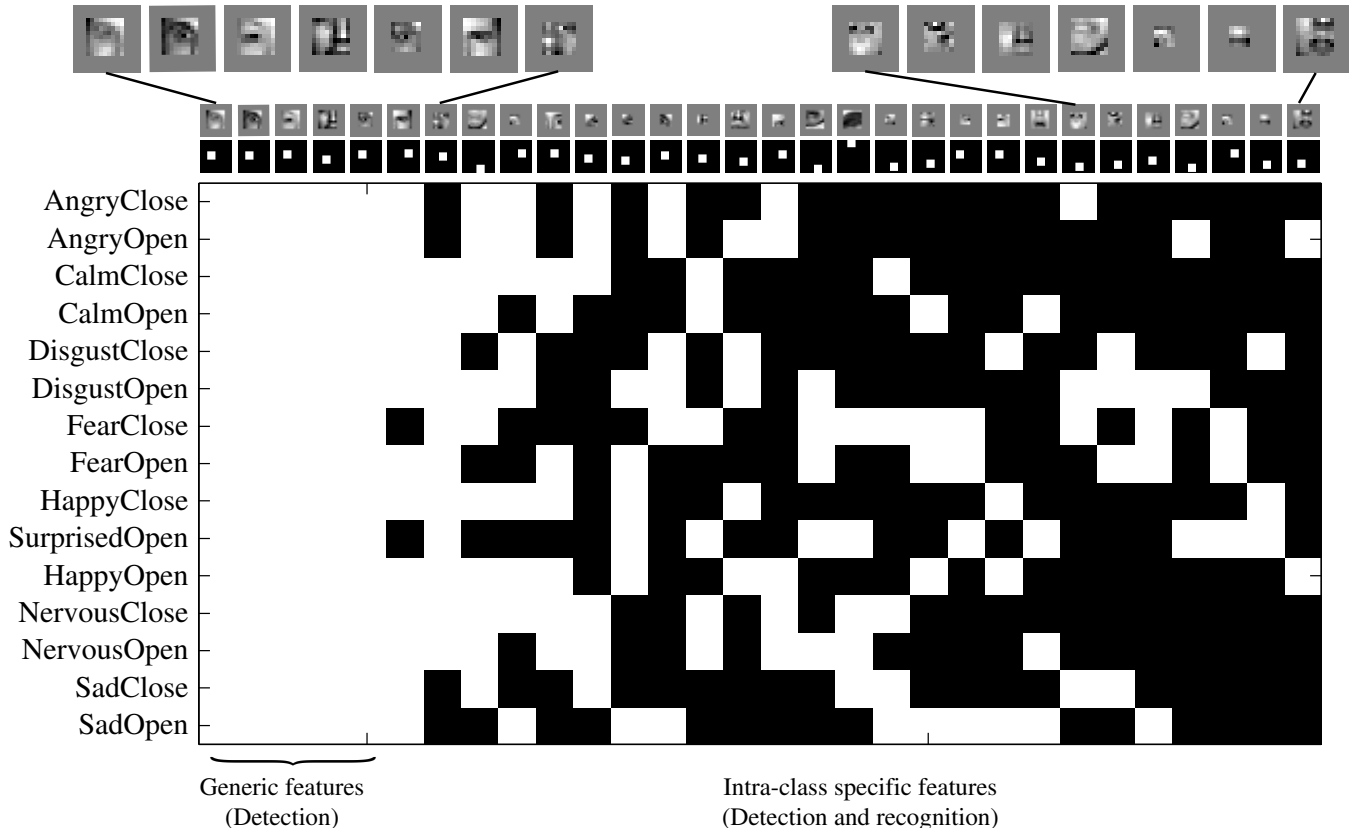 AngryClose
AngryOpen
CalmClose
CalmOpen
DisgustClose
DisgustOpen
FearClose
FearOpen
HappyClose
SurprisedOpen
HappyOpen
NervousClose
NervousOpen
SadClose
SadOpen
Generic features
(Detection)
Intra-class specific features
(Detection and recognition)